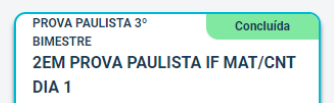 PROVA PAULISTA 3º
BIMESTRE
Concluída
2EM PROVA PAULISTA IF MAT/CNT
DIA 1